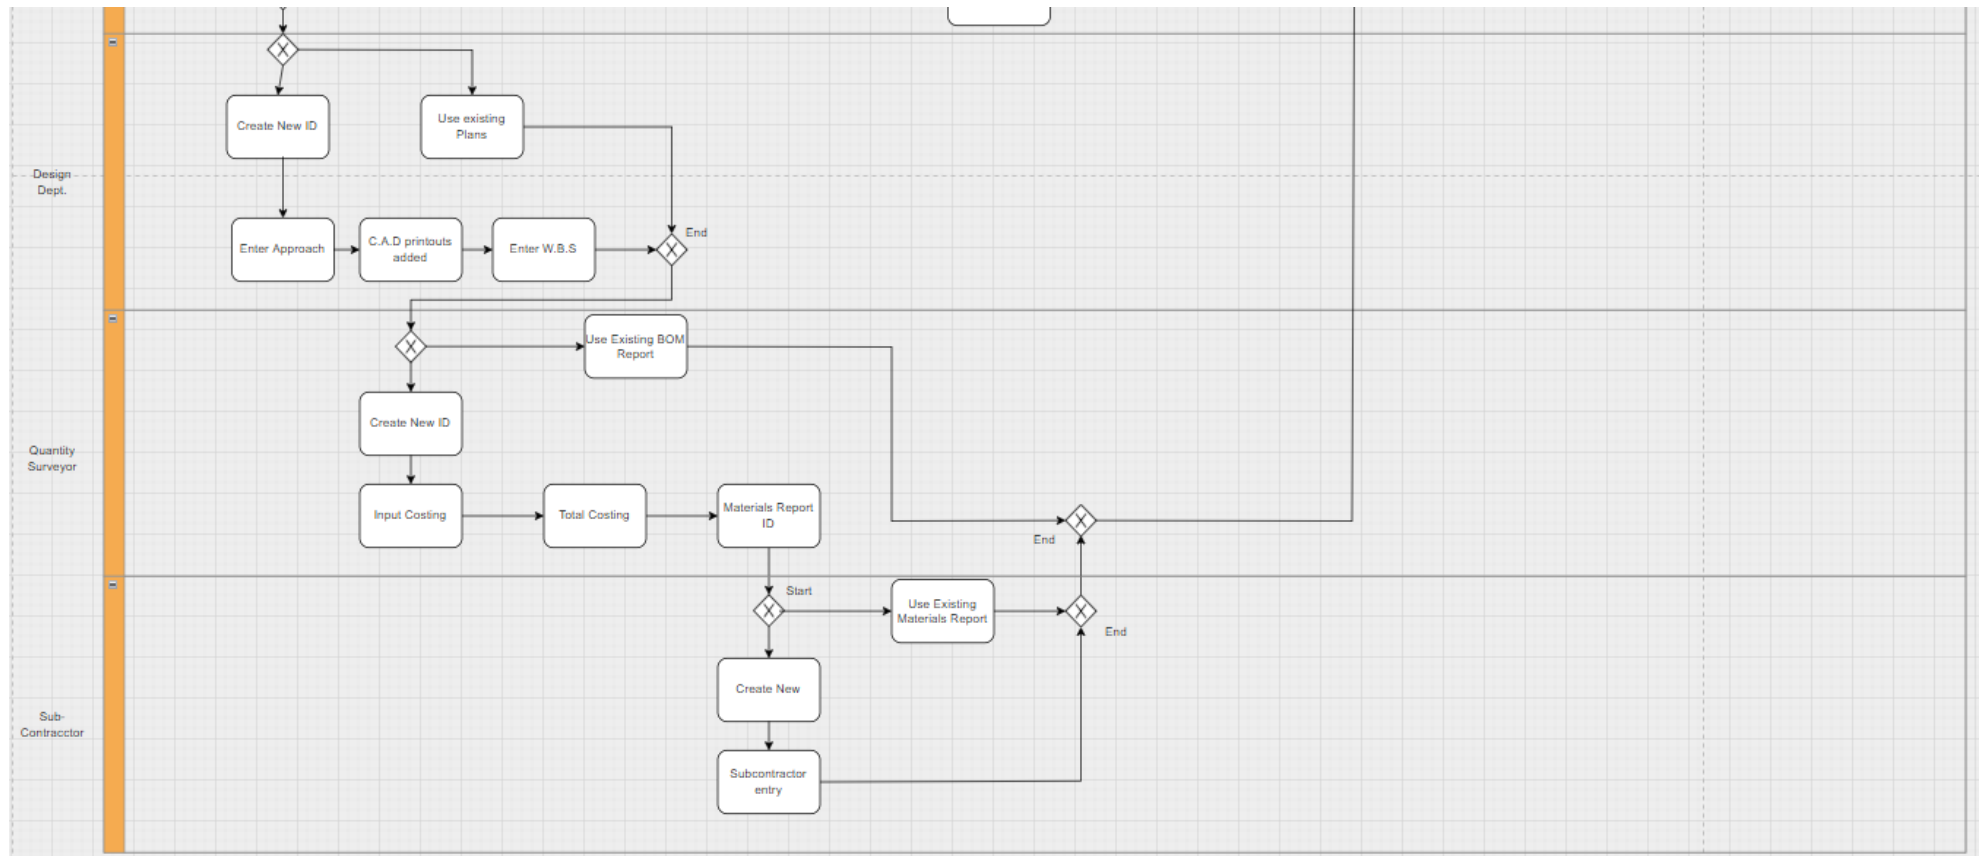 Create New ID
Use existing
Plans
Design
Dept.
Enter Approach
C.A.D printouts
added
Enter W.B.S
End
Use Existing BOM
Report
Create New ID
Quantity
Surveyor
Input Costing
Total Costing
Materials Report
ID
End
Start
Use Existing
Materials Report
End
Create New
Sub-
Contracctor
Subcontractor
entry